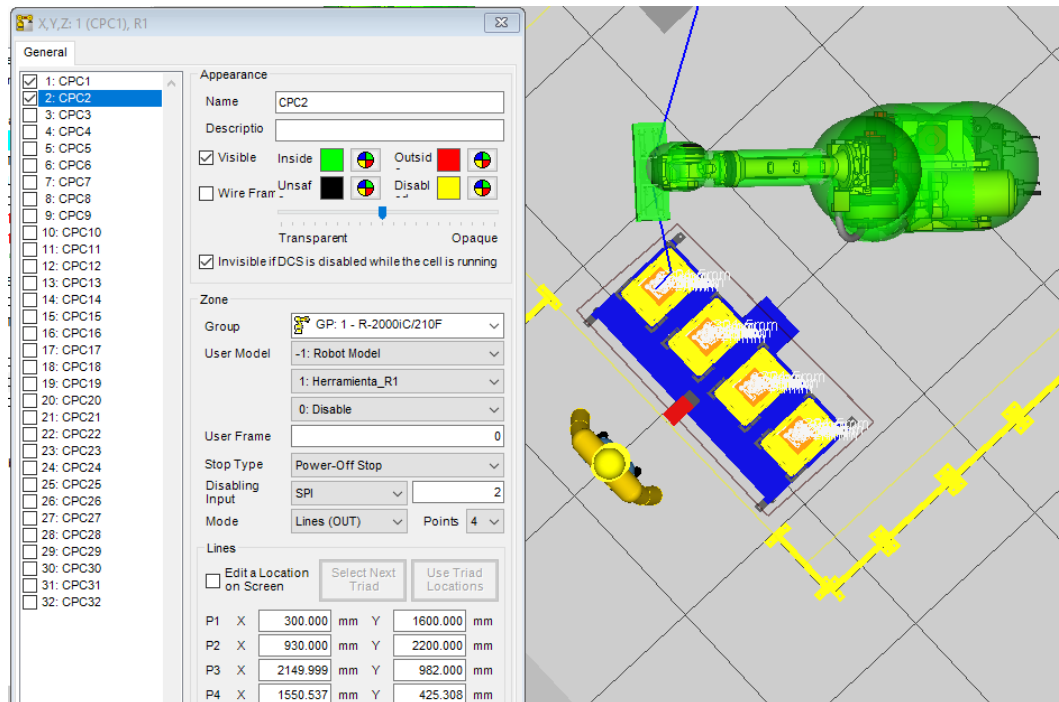 X,Y,Z: 1 (CPC1), R1
General
1: CPC1
2: CPC2
3: CPC3
4: CPC4
5: CPC5
6: CPC6
7: CPC7
8: CPC8
9: CPC9
10: CPC10
11: CPC11
12: CPC12
13: CPC13
14: CPC14
15: CPC15
16: CPC16
17: CPC17
18: CPC18
19: CPC19
20: CPC20
21: CPC21
22: CPC22
23: CPC23
24: CPC24
25: CPC25
26: CPC26
27: CPC27
28: CPC28
29: CPC29
30: CPC30
31: CPC31
32: CPC32
Appearance
Name CPC2
Descriptio
Visible Inside Outsid
Wire Fram Unsaf Disabl
Transparent Opaque
Invisible if DCS is disabled while the cell is running
Zone
Group GP: 1 - R-2000iC/210F
User Model -1: Robot Model
1: Herramienta_R1
0: Disable
User Frame 0
Stop Type Power-Off Stop
Disabling Input SPI 2
Mode Lines (OUT) Points 4
Lines
Edit a Location on Screen Select Next Triad Use Triad Locations
P1 X 300.000 mm Y 1600.000 mm
P2 X 930.000 mm Y 2200.000 mm
P3 X 2149.999 mm Y 982.000 mm
P4 X 1550.537 mm Y 425.308 mm